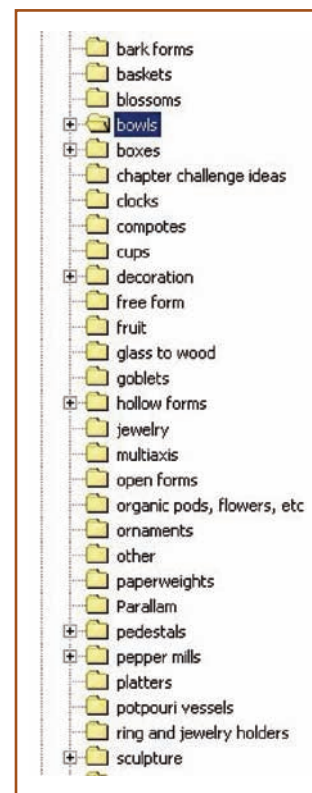 bark forms
baskets
blossoms
bowls
boxes
chapter challenge ideas
clocks
compotes
cups
decoration
free form
fruit
glass to wood
goblets
hollow forms
jewelry
multiaxis
open forms
organic pods, flowers, etc
ornaments
other
paperweights
Parallam
pedestals
pepper mills
platters
potpouri vessels
ring and jewelry holders
sculpture